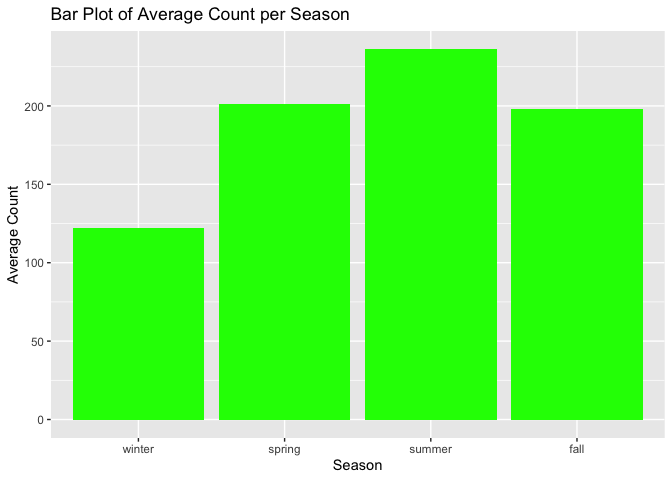 Bar Plot of Average Count per Season
Average Count
200
150
100
50
0
winter spring summer fall
Season